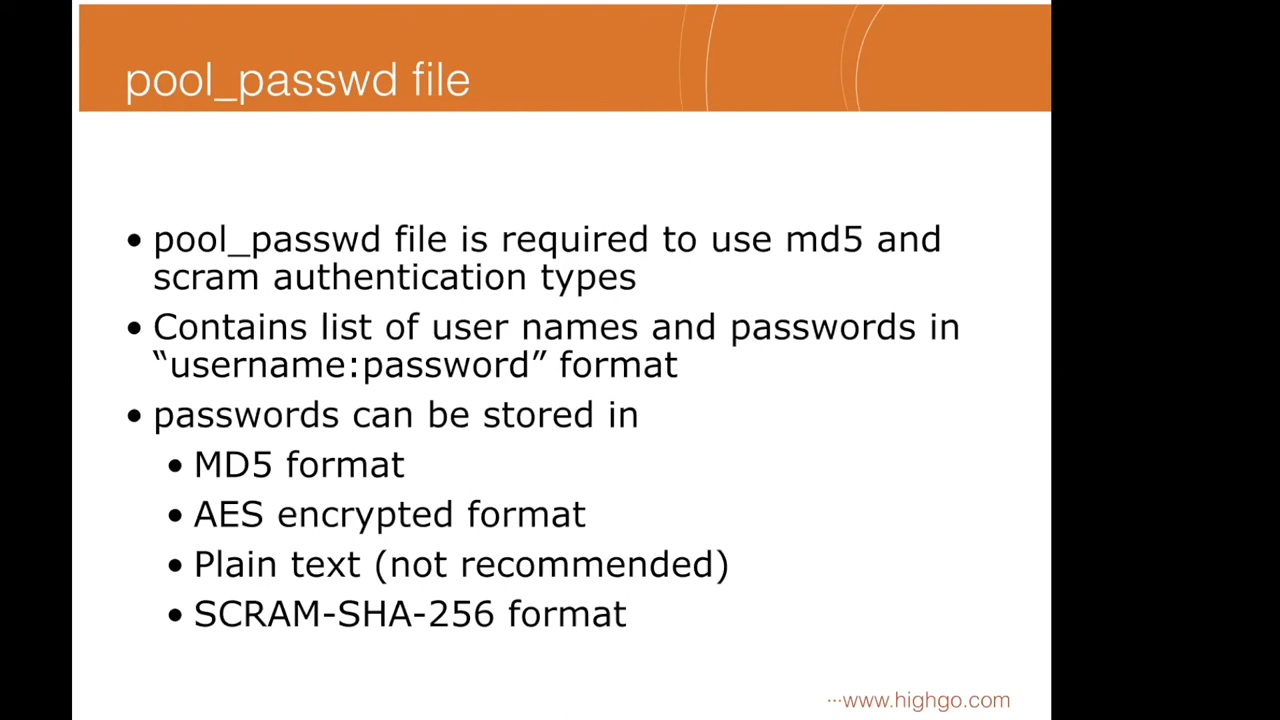 pool_passwd file
• pool_passwd file is required to use md5 and
scram authentication types
• Contains list of user names and passwords in
“username:password” format
• passwords can be stored in
• MD5 format
• AES encrypted format
• Plain text (not recommended)
• SCRAM-SHA-256 format
···www.highgo.com